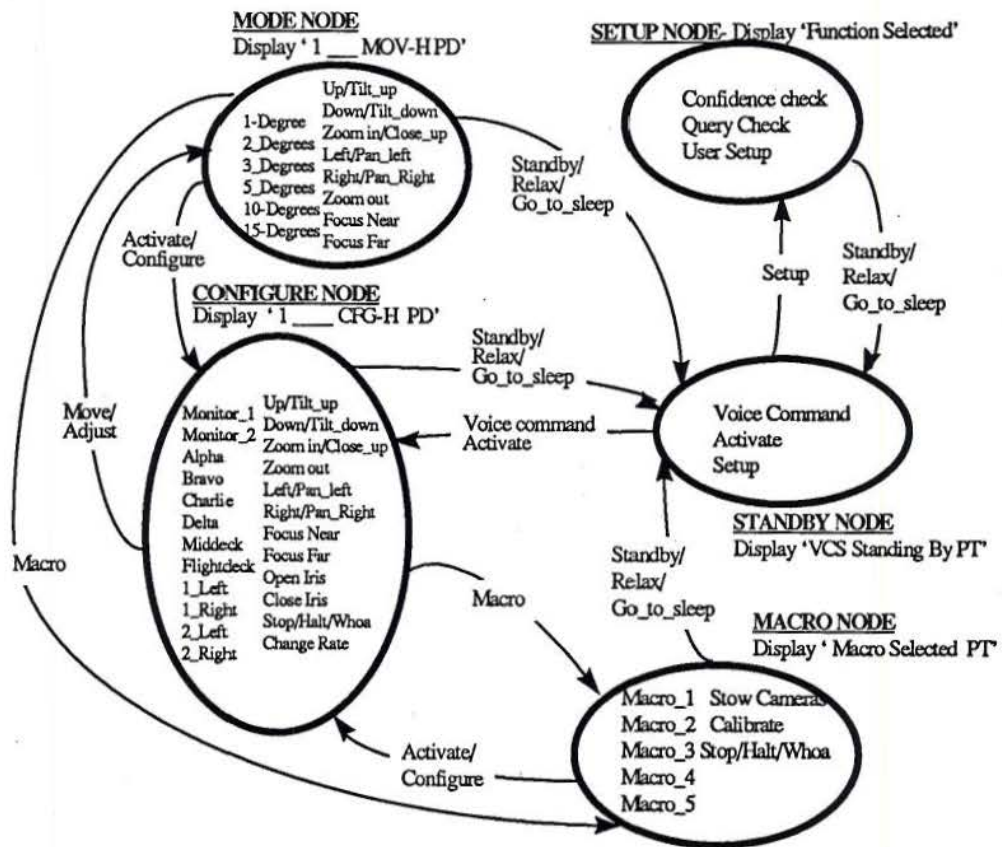 MODE NODE
Display ‘ 1 ___ MOV-H PD’
Up/Tilt_up
Down/Tilt_down
Zoom in/Close_up
Left/Pan_left
Right/Pan_Right
Zoom out
Focus Near
Focus Far
1-Degree
2_Degrees
3_Degrees
5_Degrees
10-Degrees
15-Degrees
SETUP NODE- Display ‘Function Selected’
Confidence check
Query Check
User Setup
Standby/
Relax/
Go_to_sleep
Standby/
Relax/
Go_to_sleep
Setup
Activate/
Configure
CONFIGURE NODE
Display ‘ 1 ____ CFG-H PD’
Standby/
Relax/
Go_to_sleep
Move/
Adjust
Monitor_1
Monitor_2
Alpha
Bravo
Charlie
Delta
Middeck
Flightdeck
1_Left
1_Right
2_Left
2_Right
Up/Tilt_up
Down/Tilt_down
Zoom in/Close_up
Zoom out
Left/Pan_left
Right/Pan_Right
Focus Near
Focus Far
Open Iris
Close Iris
Stop/Halt/Whoa
Change Rate
Voice command
Activate
Voice Command
Activate
Setup
STANDBY NODE
Display ‘VCS Standing By PT’
Macro
Macro
Standby/
Relax/
Go_to_sleep
MACRO NODE
Display ‘ Macro Selected PT’
Macro_1 Stow Cameras
Macro_2 Calibrate
Macro_3 Stop/Halt/Whoa
Macro_4
Macro_5
Activate/
Configure